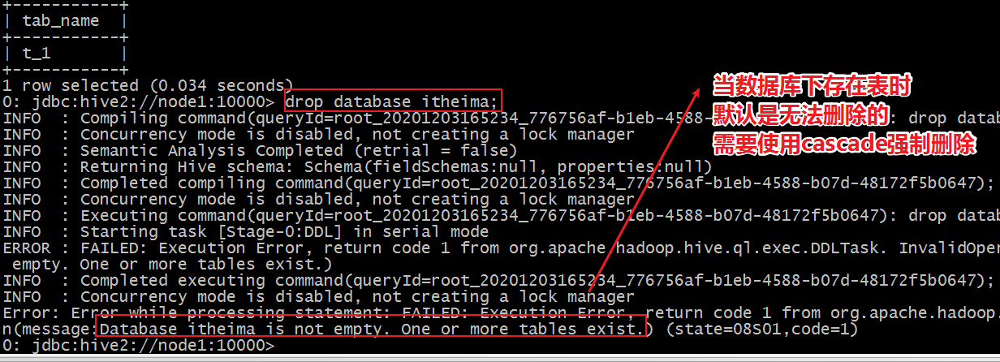 +-----------+
| tab_name  |
+-----------+
| t_1       |
+-----------+
1 row selected (0.034 seconds)
0: jdbc:hive2://node1:10000> drop database itheima;
INFO  : Compiling command(queryId=root_20201203165234_776756af-b1eb-4588-b07d-48172f5b0647): drop datab
INFO  : Concurrency mode is disabled, not creating a lock manager
INFO  : Semantic Analysis Completed (retrial = false)
INFO  : Returning Hive schema: Schema(fieldSchemas:null, properties:null)
INFO  : Completed compiling command(queryId=root_20201203165234_776756af-b1eb-4588-b07d-48172f5b0647);
INFO  : Concurrency mode is disabled, not creating a lock manager
INFO  : Executing command(queryId=root_20201203165234_776756af-b1eb-4588-b07d-48172f5b0647): drop datab
INFO  : Starting task [Stage-0:DDL] in serial mode
ERROR : FAILED: Execution Error, return code 1 from org.apache.hadoop.hive.ql.exec.DDLTask. InvalidOper
empty. One or more tables exist.)
INFO  : Completed executing command(queryId=root_20201203165234_776756af-b1eb-4588-b07d-48172f5b0647);
INFO  : Concurrency mode is disabled, not creating a lock manager
Error: Error while processing statement: FAILED: Execution Error, return code 1 from org.apache.hadoop.
n(message:Database itheima is not empty. One or more tables exist.) (state=08S01,code=1)
0: jdbc:hive2://node1:10000>
当数据库下存在表时
默认是无法删除的
需要使用cascade强制删除